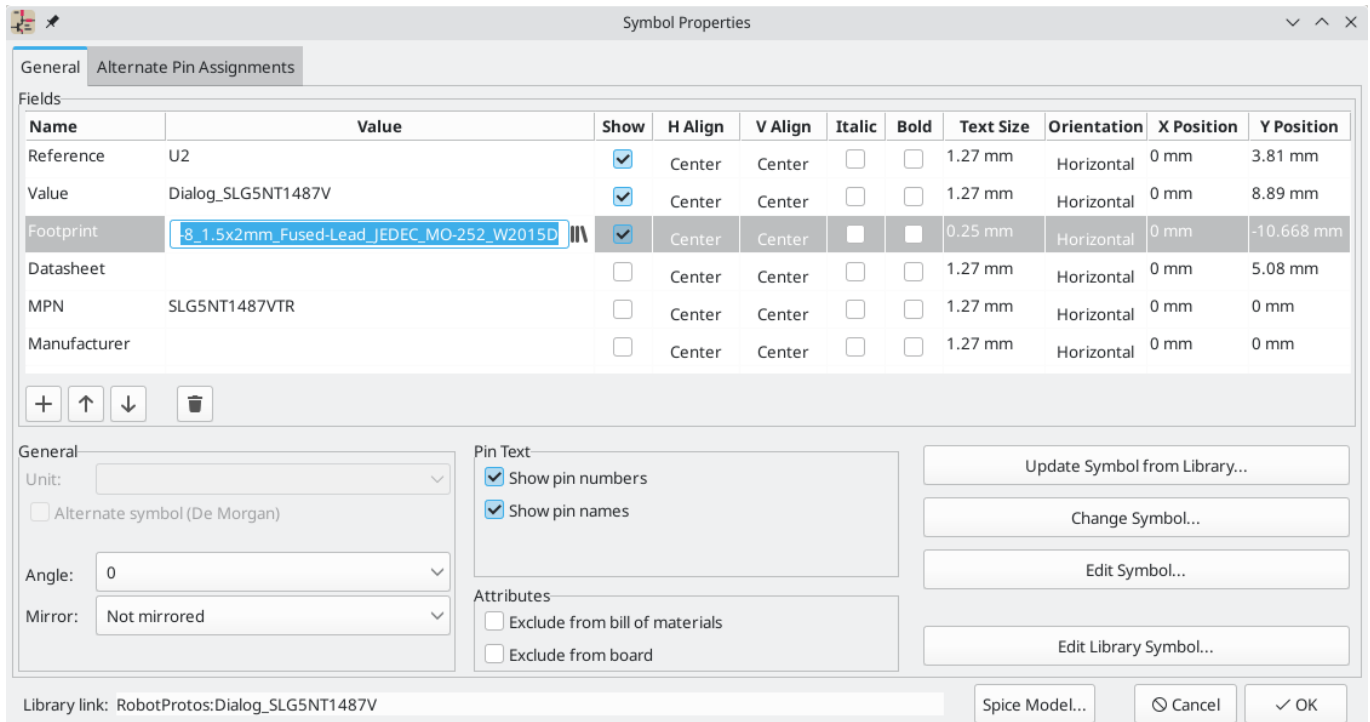 Symbol Properties
General Alternate Pin Assignments
Fields
Name Value Show H Align V Align Italic Bold Text Size Orientation X Position Y Position
Reference U2 Center Center 1.27 mm Horizontal 0 mm 3.81 mm
Value Dialog_SLG5NT1487V Center Center 1.27 mm Horizontal 0 mm 8.89 mm
Footprint -8_1.5x2mm_Fused-Lead_JEDEC_MO-252_W2015D Center Center 0.25 mm Horizontal 0 mm -10.668 mm
Datasheet Center Center 1.27 mm Horizontal 0 mm 5.08 mm
MPN SLG5NT1487VTR Center Center 1.27 mm Horizontal 0 mm 0 mm
Manufacturer Center Center 1.27 mm Horizontal 0 mm 0 mm
General
Unit:
Alternate symbol (De Morgan)
Angle: 0
Mirror: Not mirrored
Pin Text
Show pin numbers
Show pin names
Attributes
Exclude from bill of materials
Exclude from board
Update Symbol from Library...
Change Symbol...
Edit Symbol...
Edit Library Symbol...
Library link: RobotProtos:Dialog_SLG5NT1487V
Spice Model... Cancel OK